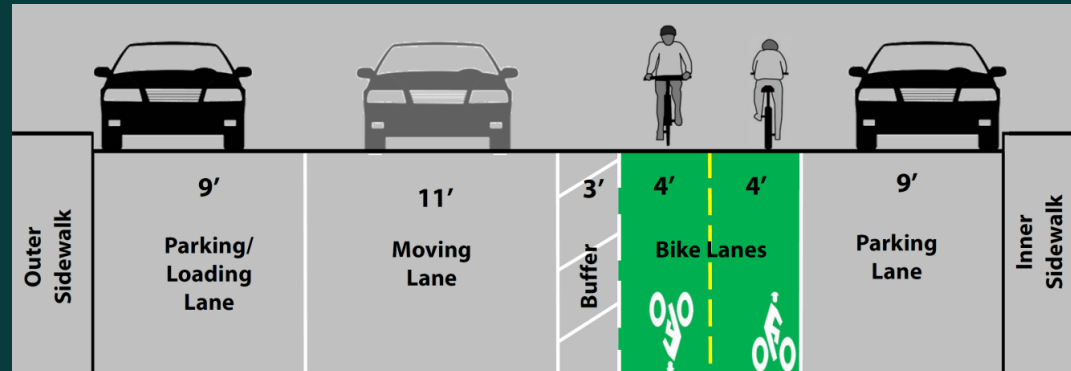 Outer
Sidewalk
9’
Parking/
Loading
Lane
11’
Moving
Lane
3’
Buffer
4’
4’
Bike Lanes
9’
Parking
Lane
Inner
Sidewalk